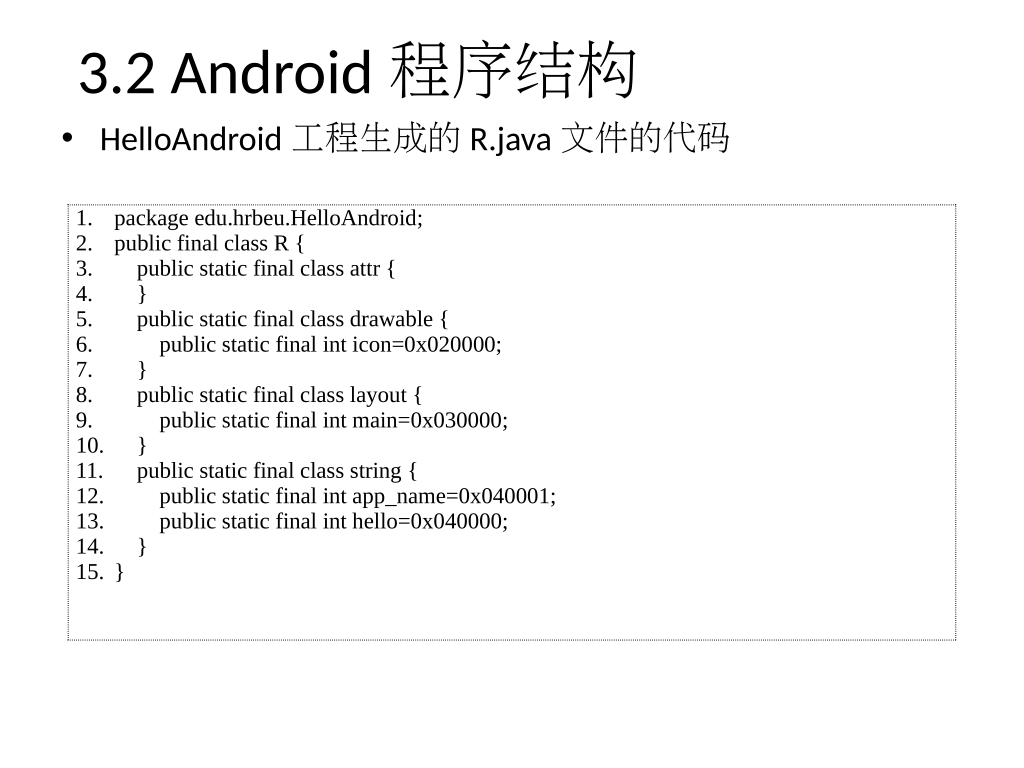 3.2 Android 程序结构
• HelloAndroid 工程生成的 R.java 文件的代码
1. package edu.hrbeu.HelloAndroid;
2. public final class R {
3. public static final class attr {
4. }
5. public static final class drawable {
6. public static final int icon=0x020000;
7. }
8. public static final class layout {
9. public static final int main=0x030000;
10. }
11. public static final class string {
12. public static final int app_name=0x040001;
13. public static final int hello=0x040000;
14. }
15. }